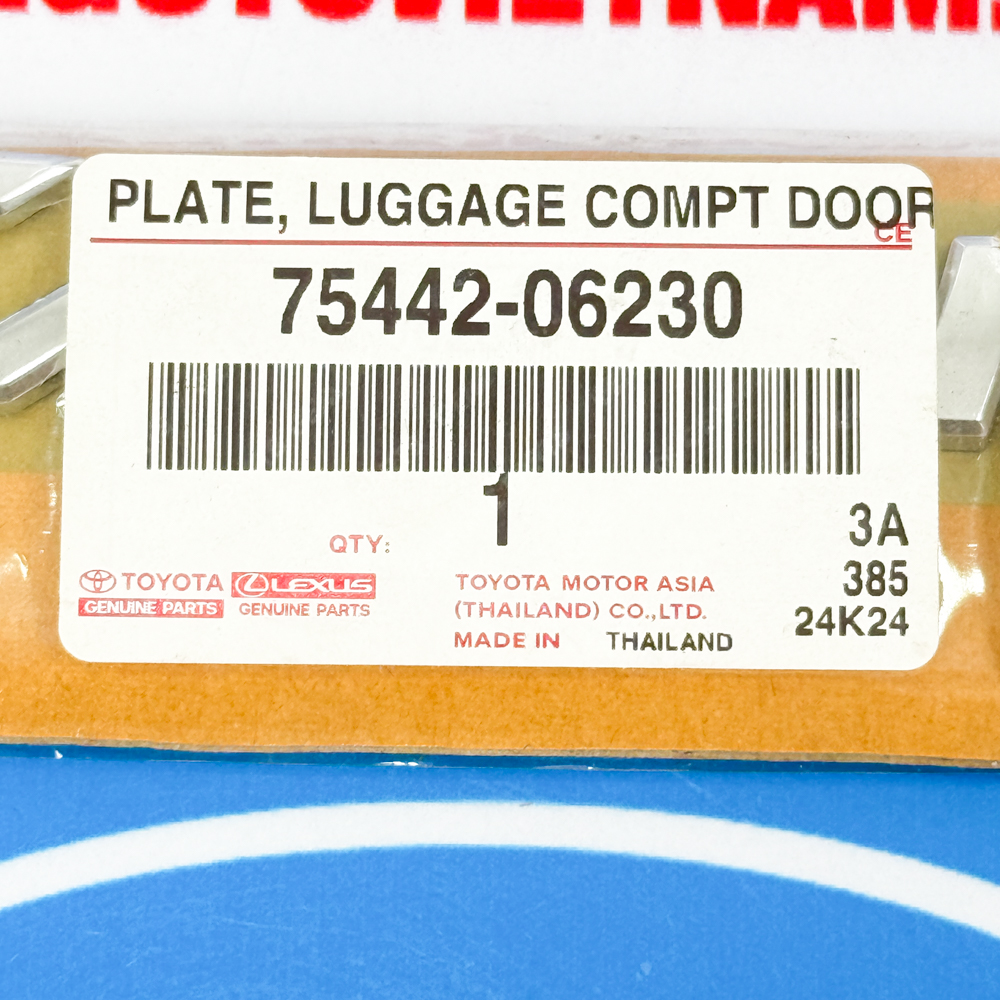 PLATE, LUGGAGE COMPT DOOR
CE
75442-06230
1
QTY:
3A
385
24K24
TOYOTA
GENUINE PARTS
LEXUS
GENUINE PARTS
TOYOTA MOTOR ASIA
(THAILAND) CO.,LTD.
MADE IN THAILAND